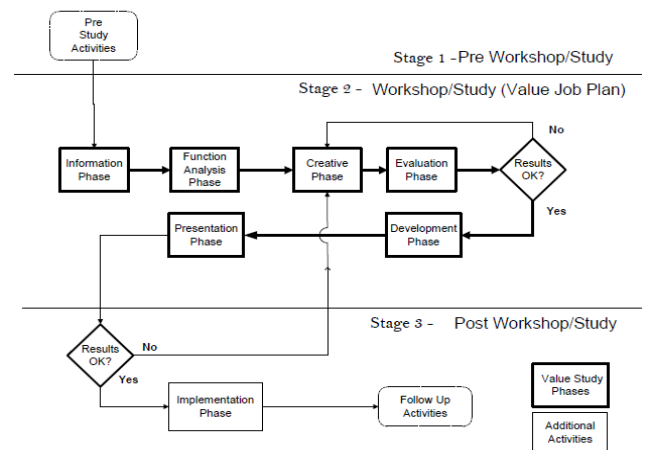 Pre
Study
Activities
Stage 1 - Pre Workshop/Study
Stage 2 - Workshop/Study (Value Job Plan)
No
Information
Phase
Function
Analysis
Phase
Creative
Phase
Evaluation
Phase
Results
OK?
Yes
Presentation
Phase
Development
Phase
Stage 3 - Post Workshop/Study
Results
OK?
No
Yes
Implementation
Phase
Follow Up
Activities
Value Study
Phases
Additional
Activities